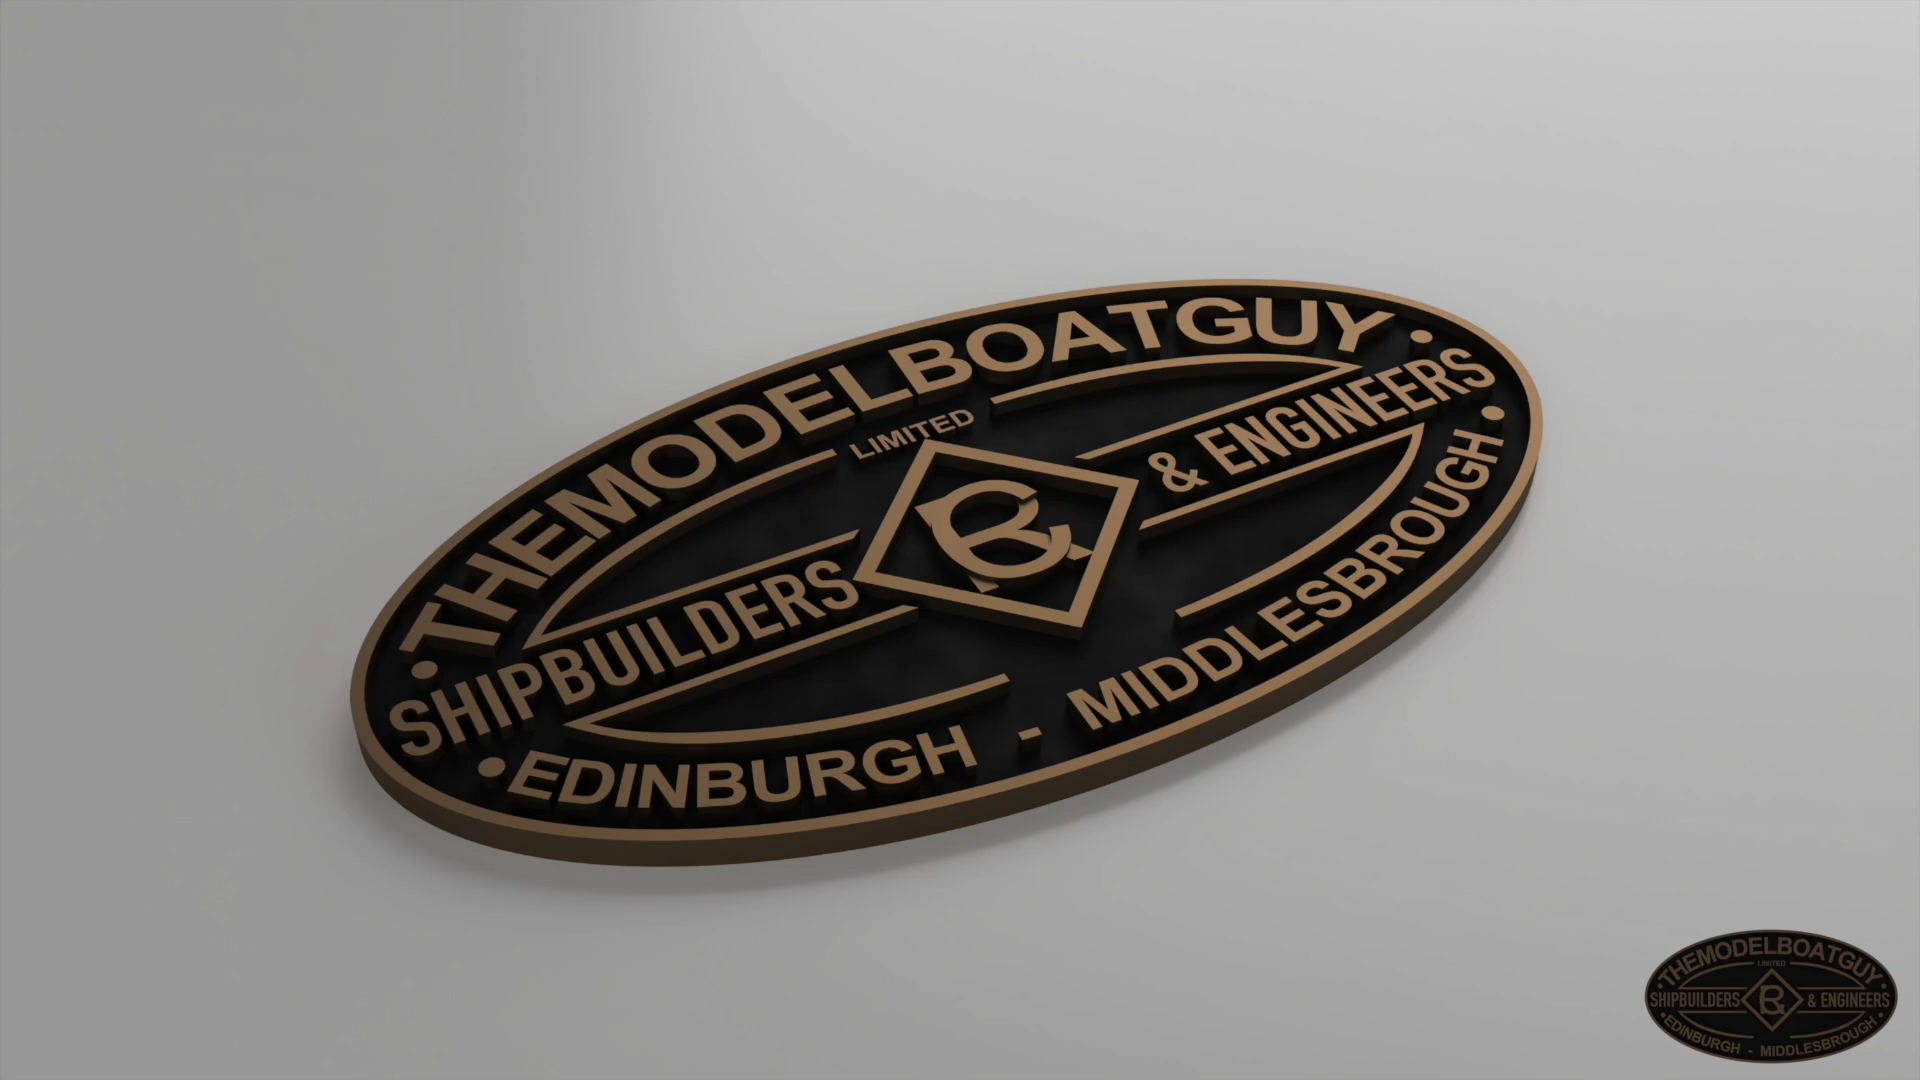 •THEMODELBOATGUY•
LIMITED
SHIPBUILDERS & ENGINEERS
•EDINBURGH - MIDDLESBROUGH•
THEMODELBOATGUY
LIMITED
SHIPBUILDERS & ENGINEERS
EDINBURGH - MIDDLESBROUGH